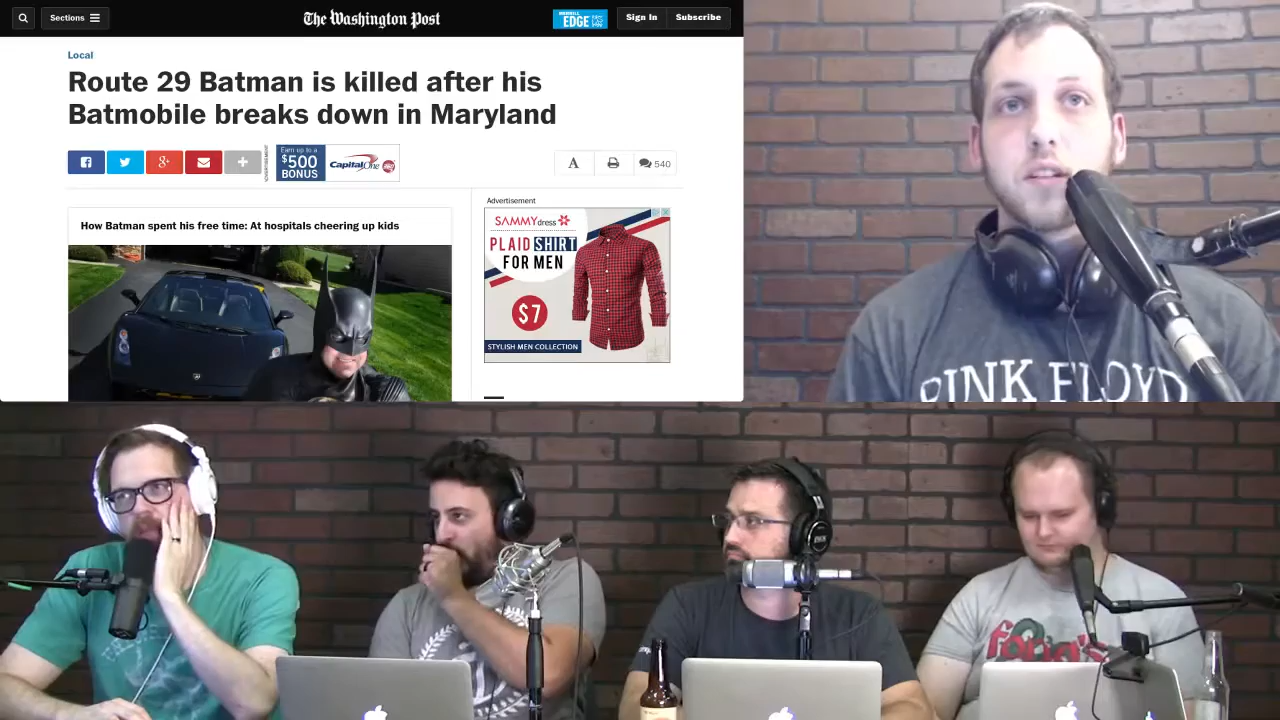 Sections
The Washington Post
EDGE
Sign In
Subscribe
Local
Route 29 Batman is killed after his
Batmobile breaks down in Maryland
Earn up to a
$500
BONUS
Capital One
ADVERTISEMENT
A
540
How Batman spent his free time: At hospitals cheering up kids
Advertisement
SAMMYdress
PLAID SHIRT
FOR MEN
$7
STYLISH MEN COLLECTION
PINK FLOYD